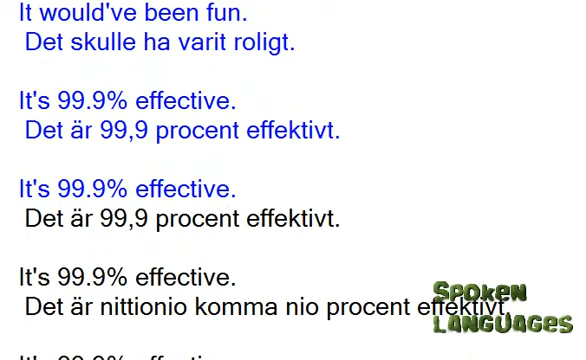 It would've been fun.
Det skulle ha varit roligt.
It's 99.9% effective.
Det är 99,9 procent effektivt.
It's 99.9% effective.
Det är 99,9 procent effektivt.
It's 99.9% effective.
Det är nittionio komma nio procent effektivt.
Spoken
Languages